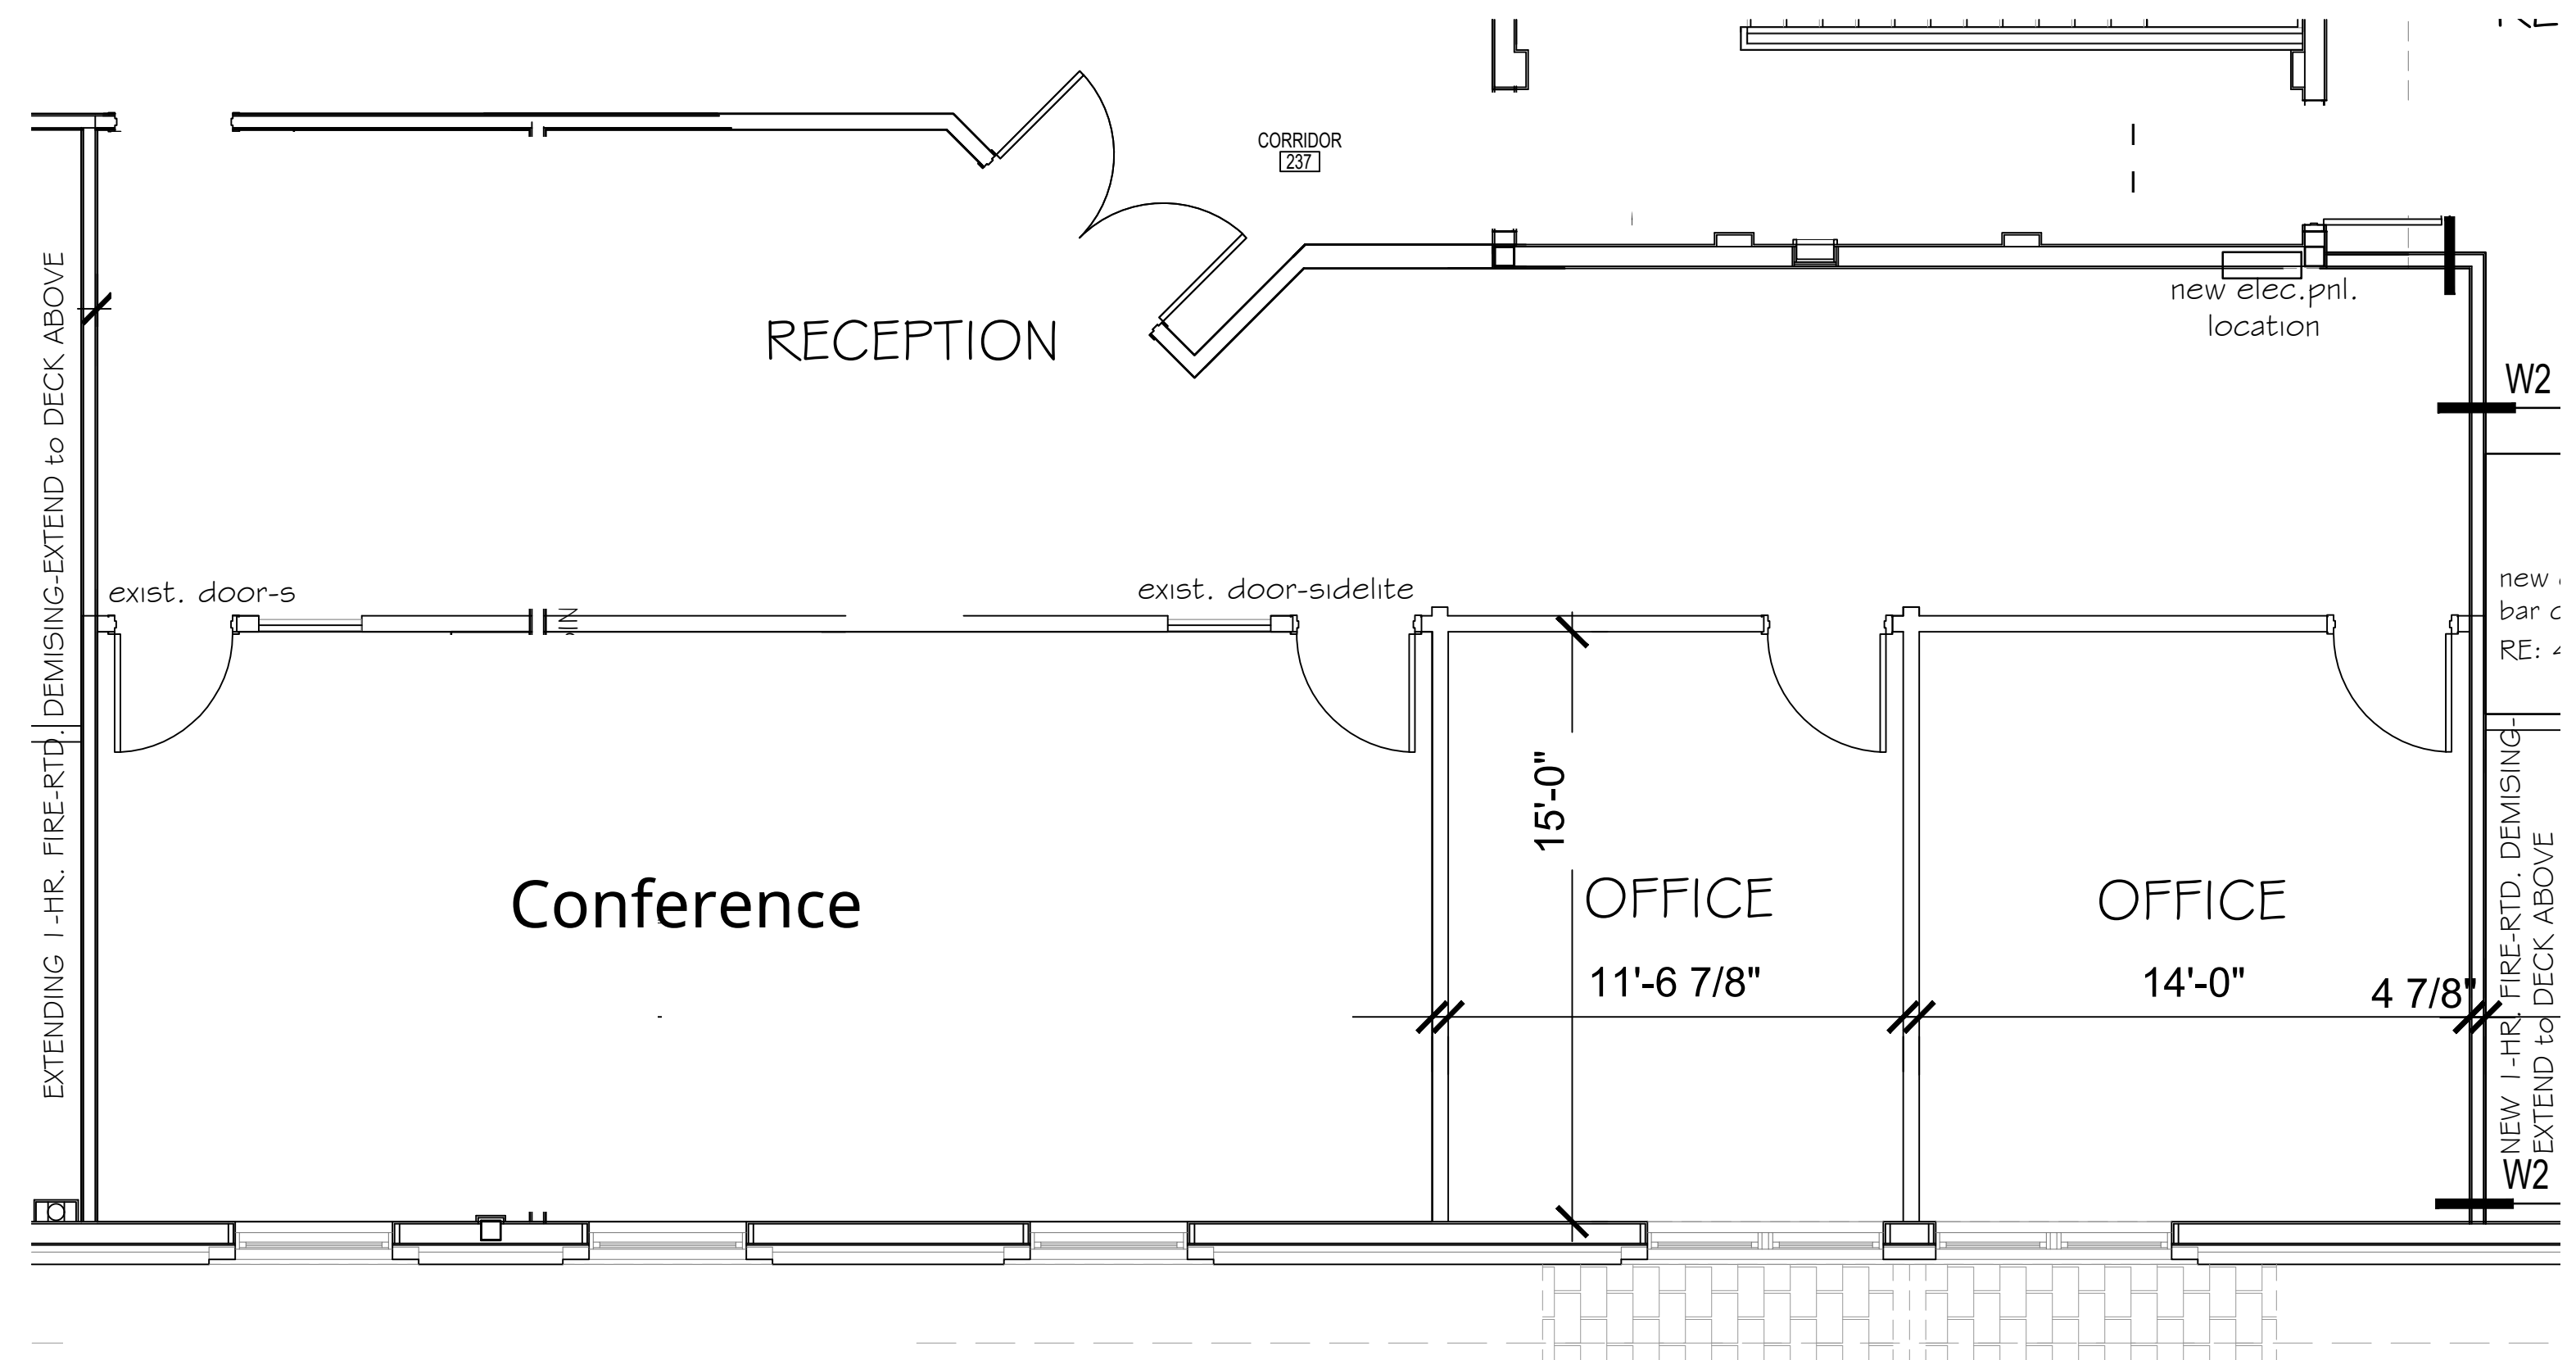 CORRIDOR
237
new elec.pnl.
location
RECEPTION
W2
EXTENDING 1-HR. FIRE-RTD. DEMISING-EXTEND to DECK ABOVE
exist. door-s
exist. door-sidelite
new
bar
RE:
15'-0"
Conference
OFFICE
OFFICE
11'-6 7/8"
14'-0"
4 7/8"
NEW 1-HR. FIRE-RTD. DEMISING-
EXTEND to DECK ABOVE
W2